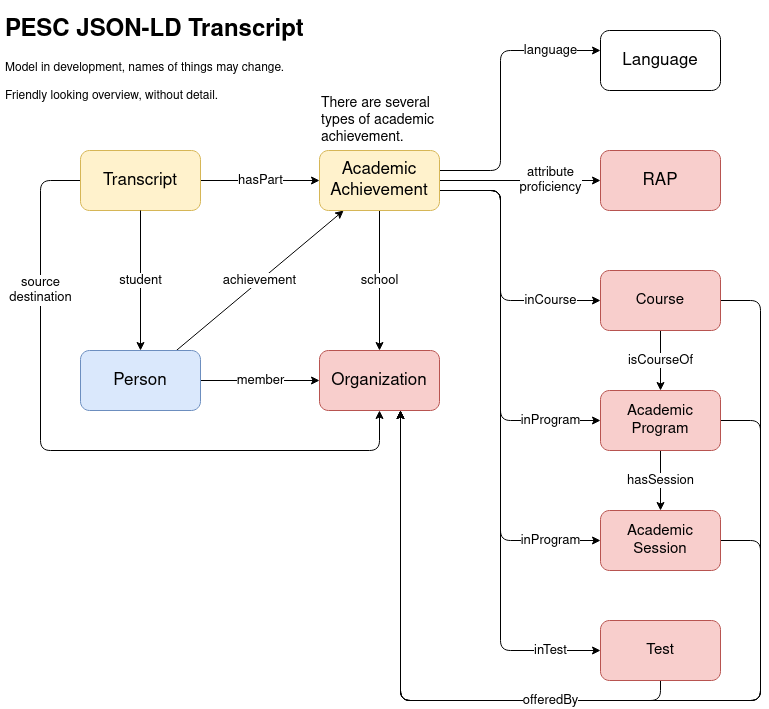 PESC JSON-LD Transcript
Model in development, names of things may change.
Friendly looking overview, without detail.
There are several
types of academic
achievement.
language
Language
Transcript
hasPart
Academic
Achievement
attribute
proficiency
RAP
source
destination
student
achievement
school
inCourse
Course
isCourseOf
Person
member
Organization
inProgram
Academic
Program
hasSession
inProgram
Academic
Session
inTest
Test
offeredBy